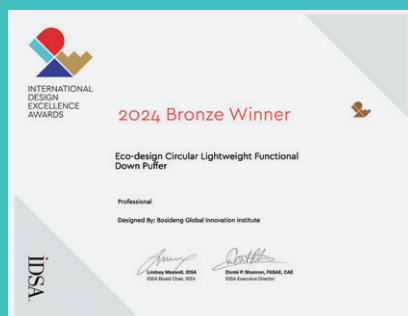 INTERNATIONAL
DESIGN
EXCELLENCE
AWARDS
2024 Bronze Winner
Eco-design Circular Lightweight Functional
Down Puffer
Professional
Designed By: Bosideng Global Innovation institute
Lindsey Maxwell, IDSA
IDSA Board Chair, 2024
Donté P. Shannon, FASAE, CAE
IDSA Executive Director
IDSA